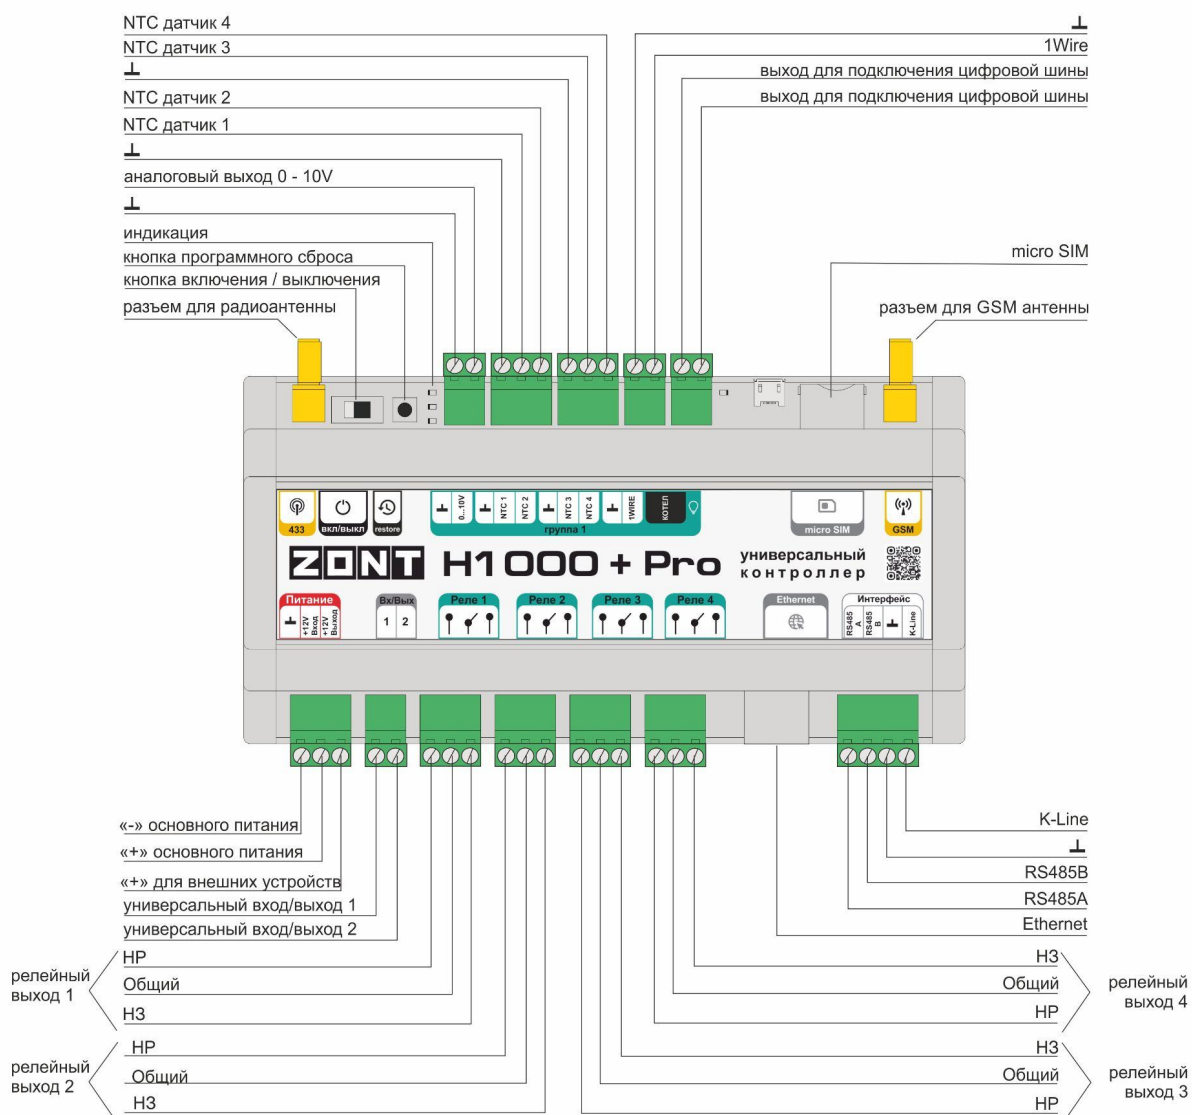 NTC датчик 4
NTC датчик 3
NTC датчик 2
NTC датчик 1
аналоговый выход 0 - 10V
индикация
кнопка программного сброса
кнопка включения / выключения
разъем для радиоантенны
1Wire
выход для подключения цифровой шины
выход для подключения цифровой шины
micro SIM
разъем для GSM антенны
433
вкл/выкл
restore
0...10V
NTC 1
NTC 2
NTC 3
NTC 4
1WIRE
КОТЕЛ
группа 1
micro SIM
GSM
ZONT H1000 + Pro
универсальный
контроллер
Питание
+12V
Вход
+12V
Выход
Вх/Вых
1 2
Реле 1
Реле 2
Реле 3
Реле 4
Ethernet
Интерфейс
RS485
A
RS485
B
K-Line
«-» основного питания
«+» основного питания
«+» для внешних устройств
универсальный вход/выход 1
универсальный вход/выход 2
релейный
выход 1
НР
Общий
НЗ
релейный
выход 2
НР
Общий
НЗ
K-Line
RS485B
RS485A
Ethernet
НЗ
Общий
НР
релейный
выход 4
НЗ
Общий
НР
релейный
выход 3